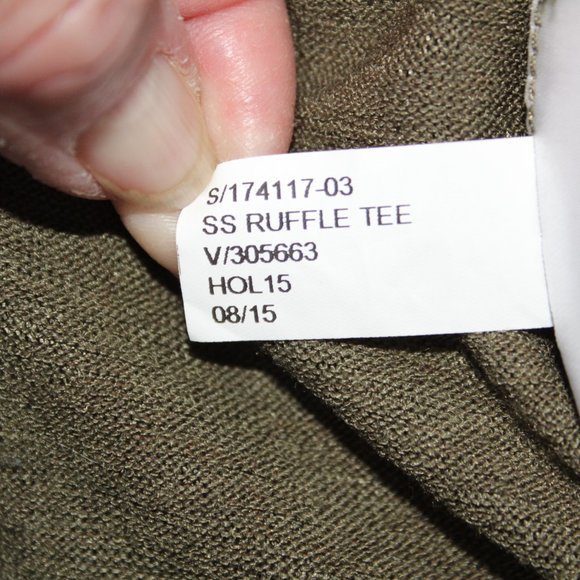 S/174117-03
SS RUFFLE TEE
V/305663
HOL15
08/15